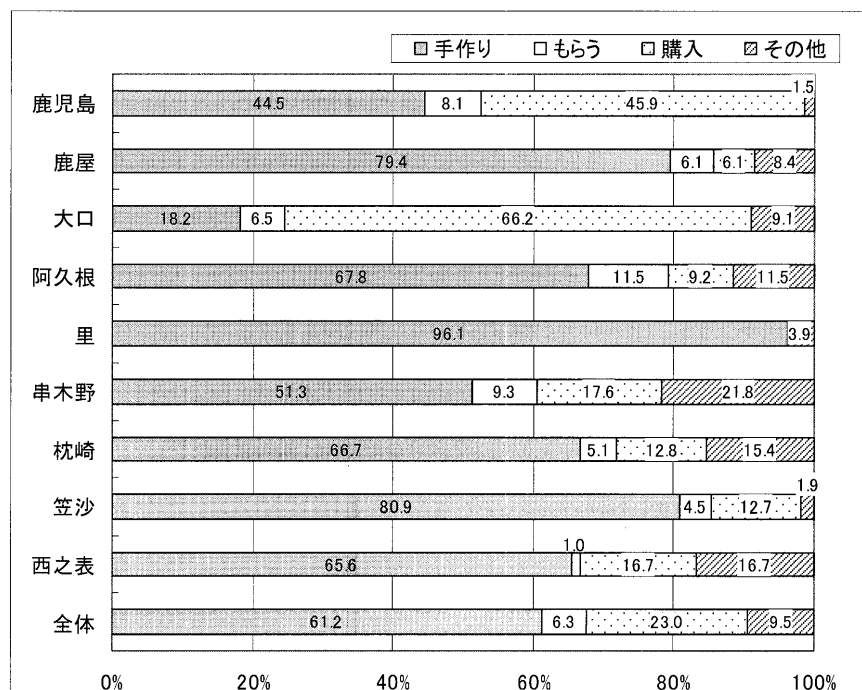 手作り もらう 購入 その他
鹿児島 44.5 8.1 45.9 1.5
鹿屋 79.4 6.1 6.1 8.4
大口 18.2 6.5 66.2 9.1
阿久根 67.8 11.5 9.2 11.5
里 96.1 3.9
串木野 51.3 9.3 17.6 21.8
枕崎 66.7 5.1 12.8 15.4
笠沙 80.9 4.5 12.7 1.9
西之表 65.6 1.0 16.7 16.7
全体 61.2 6.3 23.0 9.5
0% 20% 40% 60% 80% 100%